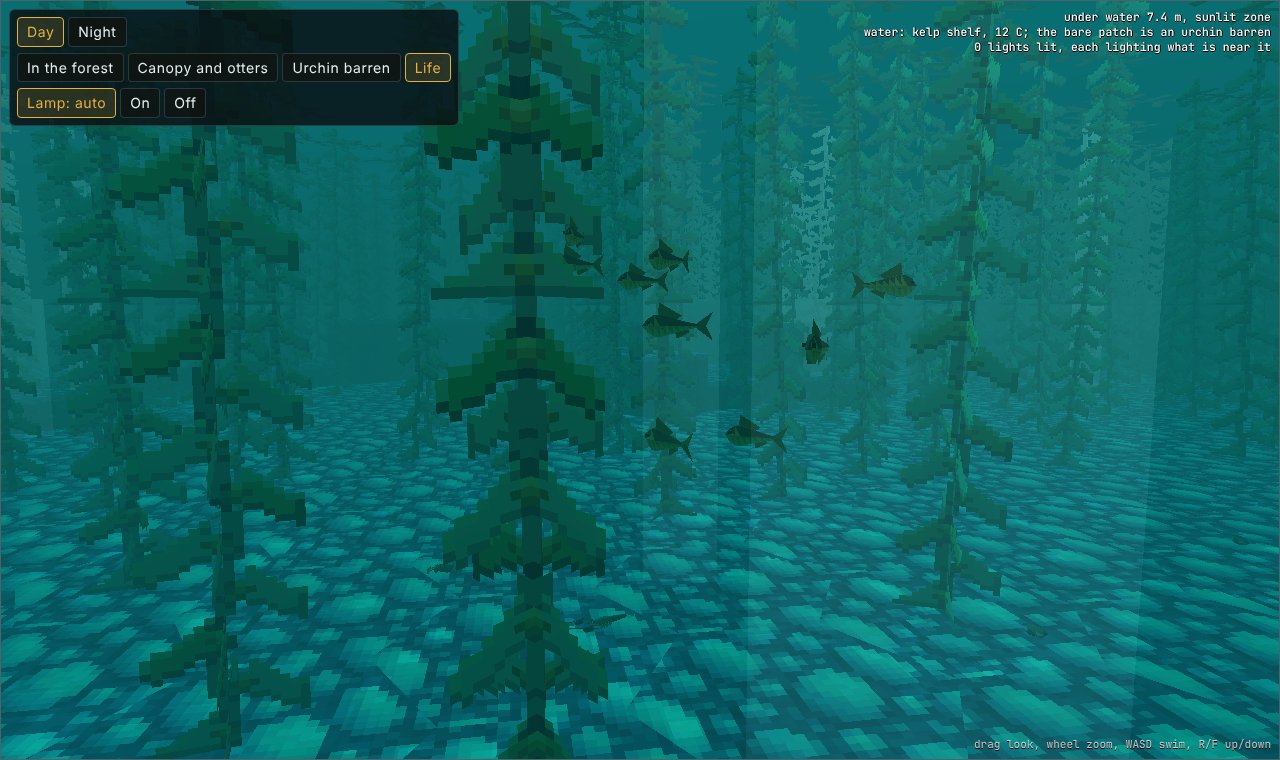 Day Night
In the forest Canopy and otters Urchin barren Life
Lamp: auto On Off
under water 7.4 m, sunlit zone
water: kelp shelf, 12 C; the bare patch is an urchin barren
0 lights lit, each lighting what is near it
drag look, wheel zoom, WASD swim, R/F up/down